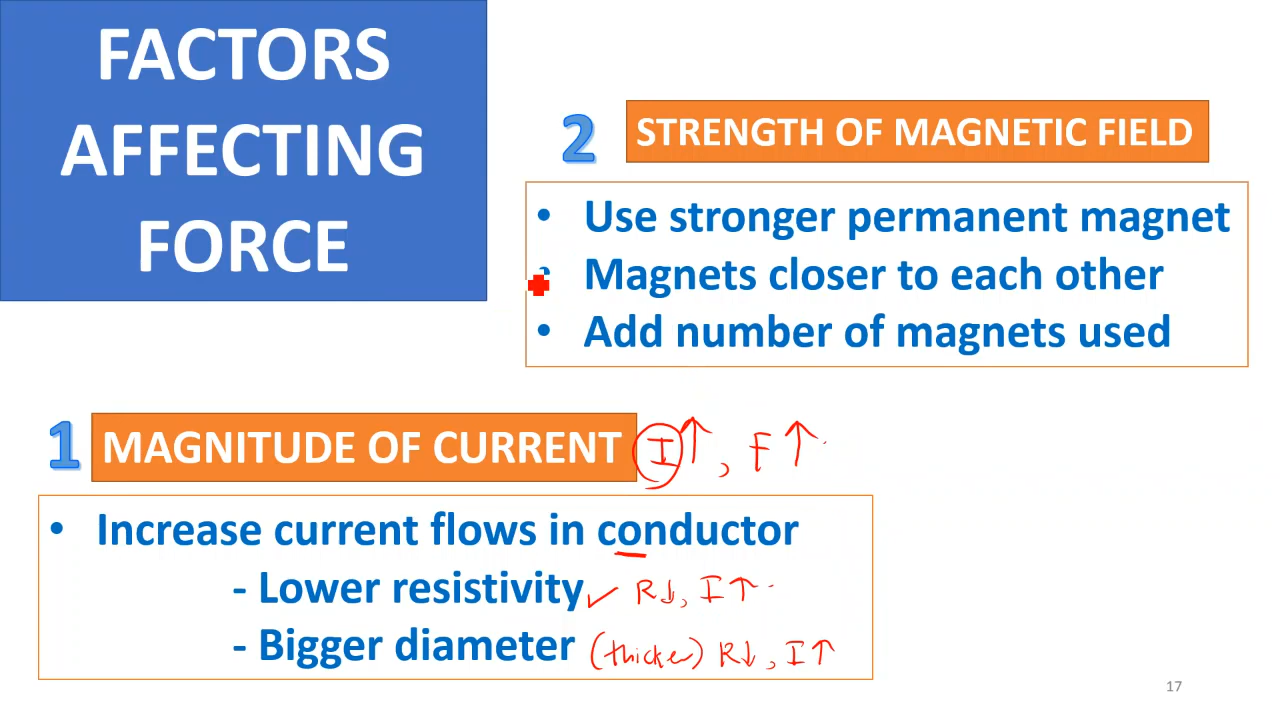 FACTORS
AFFECTING
FORCE
2 STRENGTH OF MAGNETIC FIELD
• Use stronger permanent magnet
• Magnets closer to each other
• Add number of magnets used
1 MAGNITUDE OF CURRENT I↑, F↑
• Increase current flows in conductor
- Lower resistivity ✓ R↓, I↑
- Bigger diameter (thicker) R↓, I↑
17